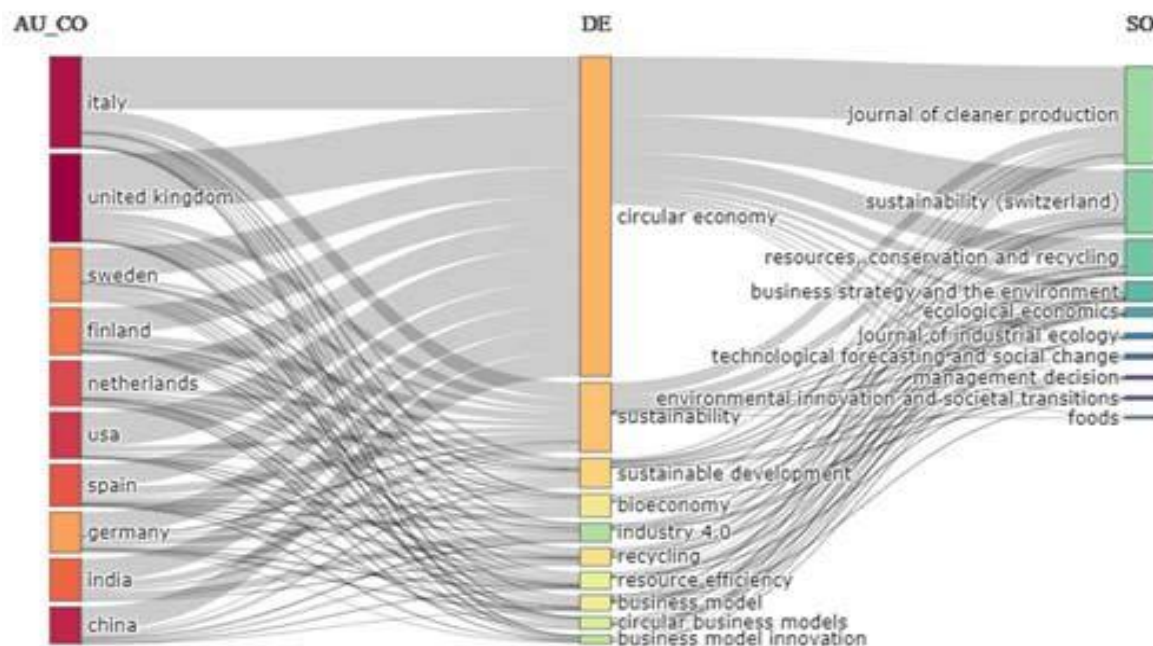 AU_CO
DE
SO
italy
united kingdom
sweden
finland
netherlands
usa
spain
germany
india
china
circular economy
sustainability
sustainable development
bioeconomy
industry 4.0
recycling
resource efficiency
business model
circular business models
business model innovation
journal of cleaner production
sustainability (switzerland)
resources, conservation and recycling
business strategy and the environment
ecological economics
journal of industrial ecology
technological forecasting and social change
management decision
environmental innovation and societal transitions
foods